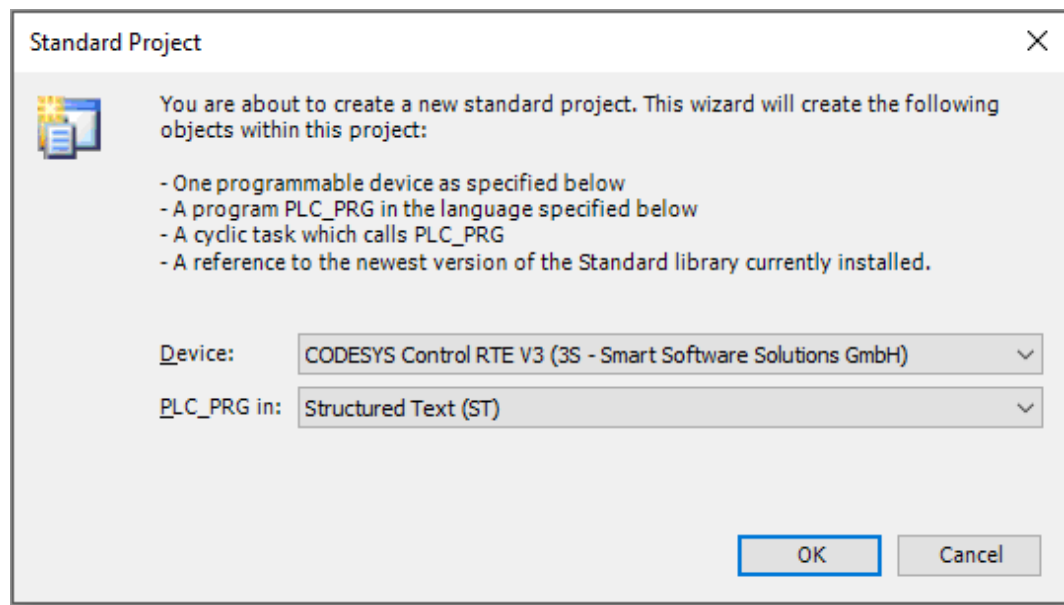 Standard Project
You are about to create a new standard project. This wizard will create the following
objects within this project:
- One programmable device as specified below
- A program PLC_PRG in the language specified below
- A cyclic task which calls PLC_PRG
- A reference to the newest version of the Standard library currently installed.
Device: CODESYS Control RTE V3 (3S - Smart Software Solutions GmbH)
PLC_PRG in: Structured Text (ST)
OK Cancel